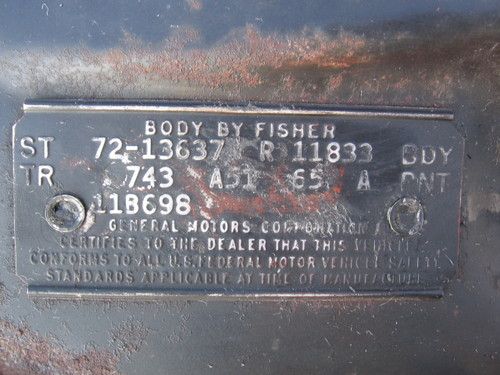 BODY BY FISHER
ST 72-13637 R 11833 BDY
TR 743 A51 65 A PNT
11B698
GENERAL MOTORS CORPORATION
CERTIFIES TO THE DEALER THAT THIS VEHICLE
CONFORMS TO ALL U.S. FEDERAL MOTOR VEHICLE SAFETY
STANDARDS APPLICABLE AT TIME OF MANUFACTURE